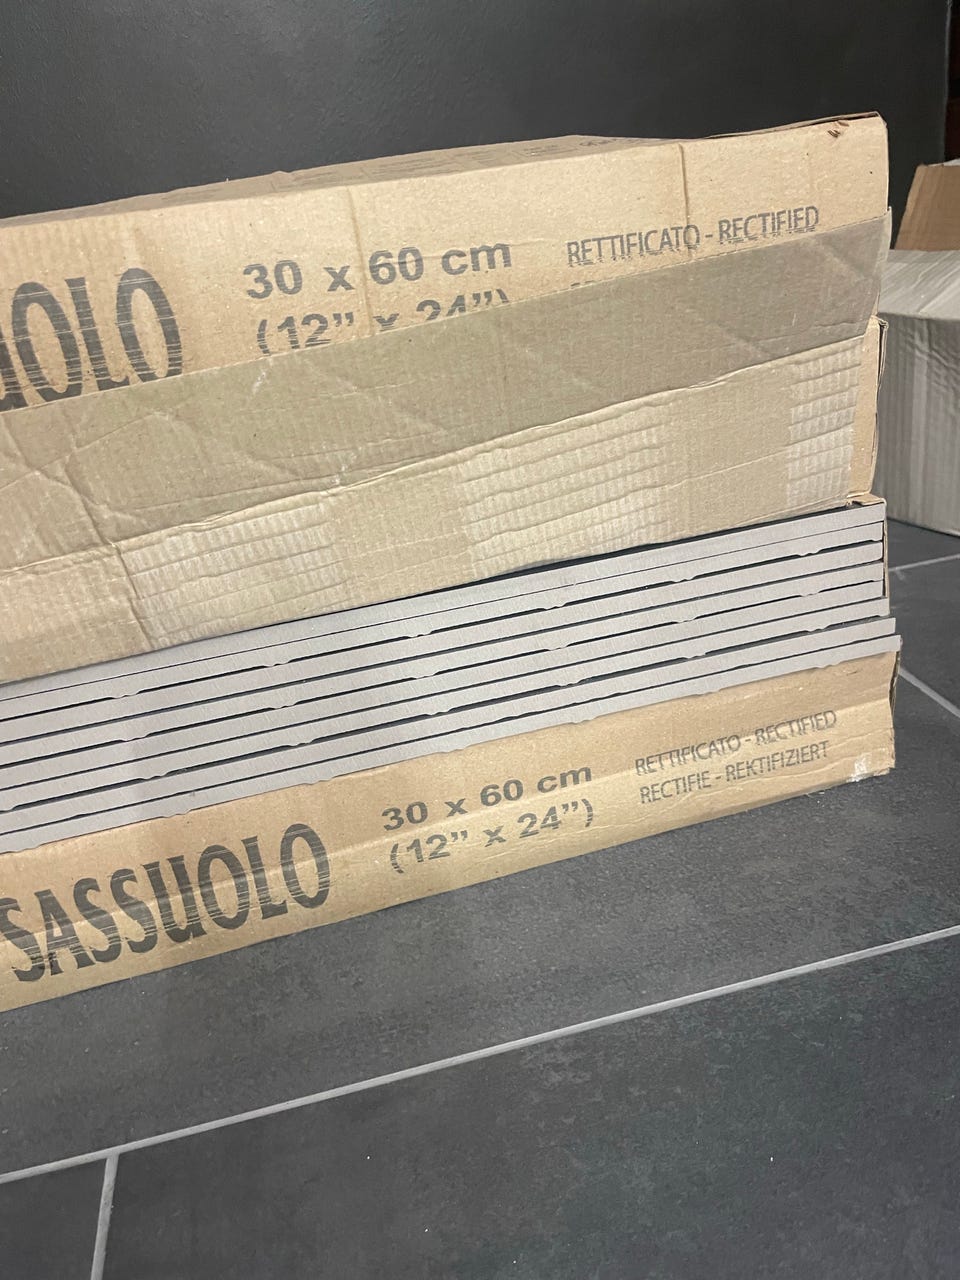 UOLO
30 x 60 cm
(12” x 24”)
RETTIFICATO - RECTIFIED
SASSUOLO
30 x 60 cm
(12” x 24”)
RETTIFICATO - RECTIFIED
RECTIFIE - REKTIFIZIERT